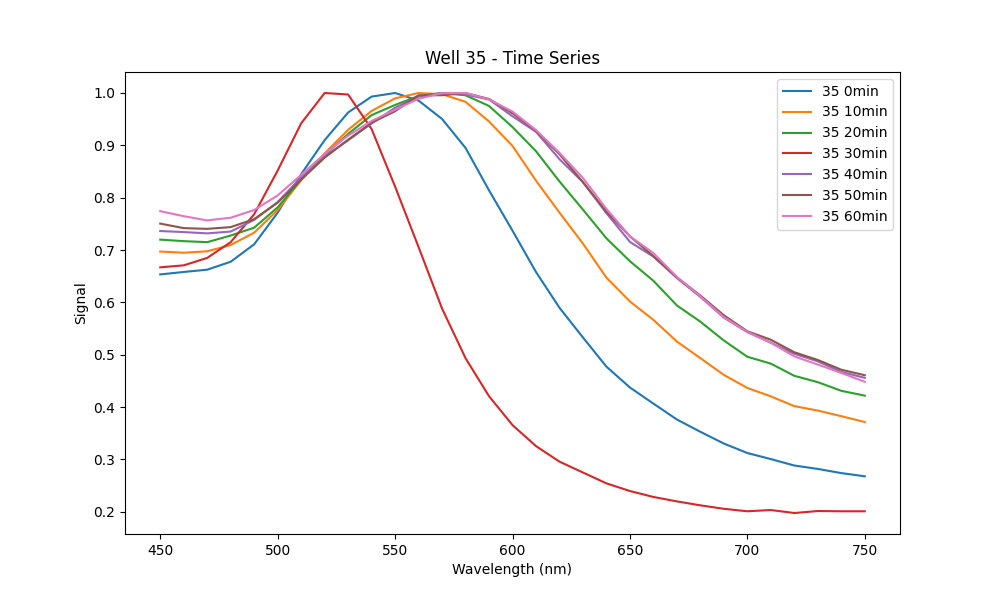 Well 35 - Time Series
Signal
1.0
0.9
0.8
0.7
0.6
0.5
0.4
0.3
0.2
35 0min
35 10min
35 20min
35 30min
35 40min
35 50min
35 60min
450 500 550 600 650 700 750
Wavelength (nm)